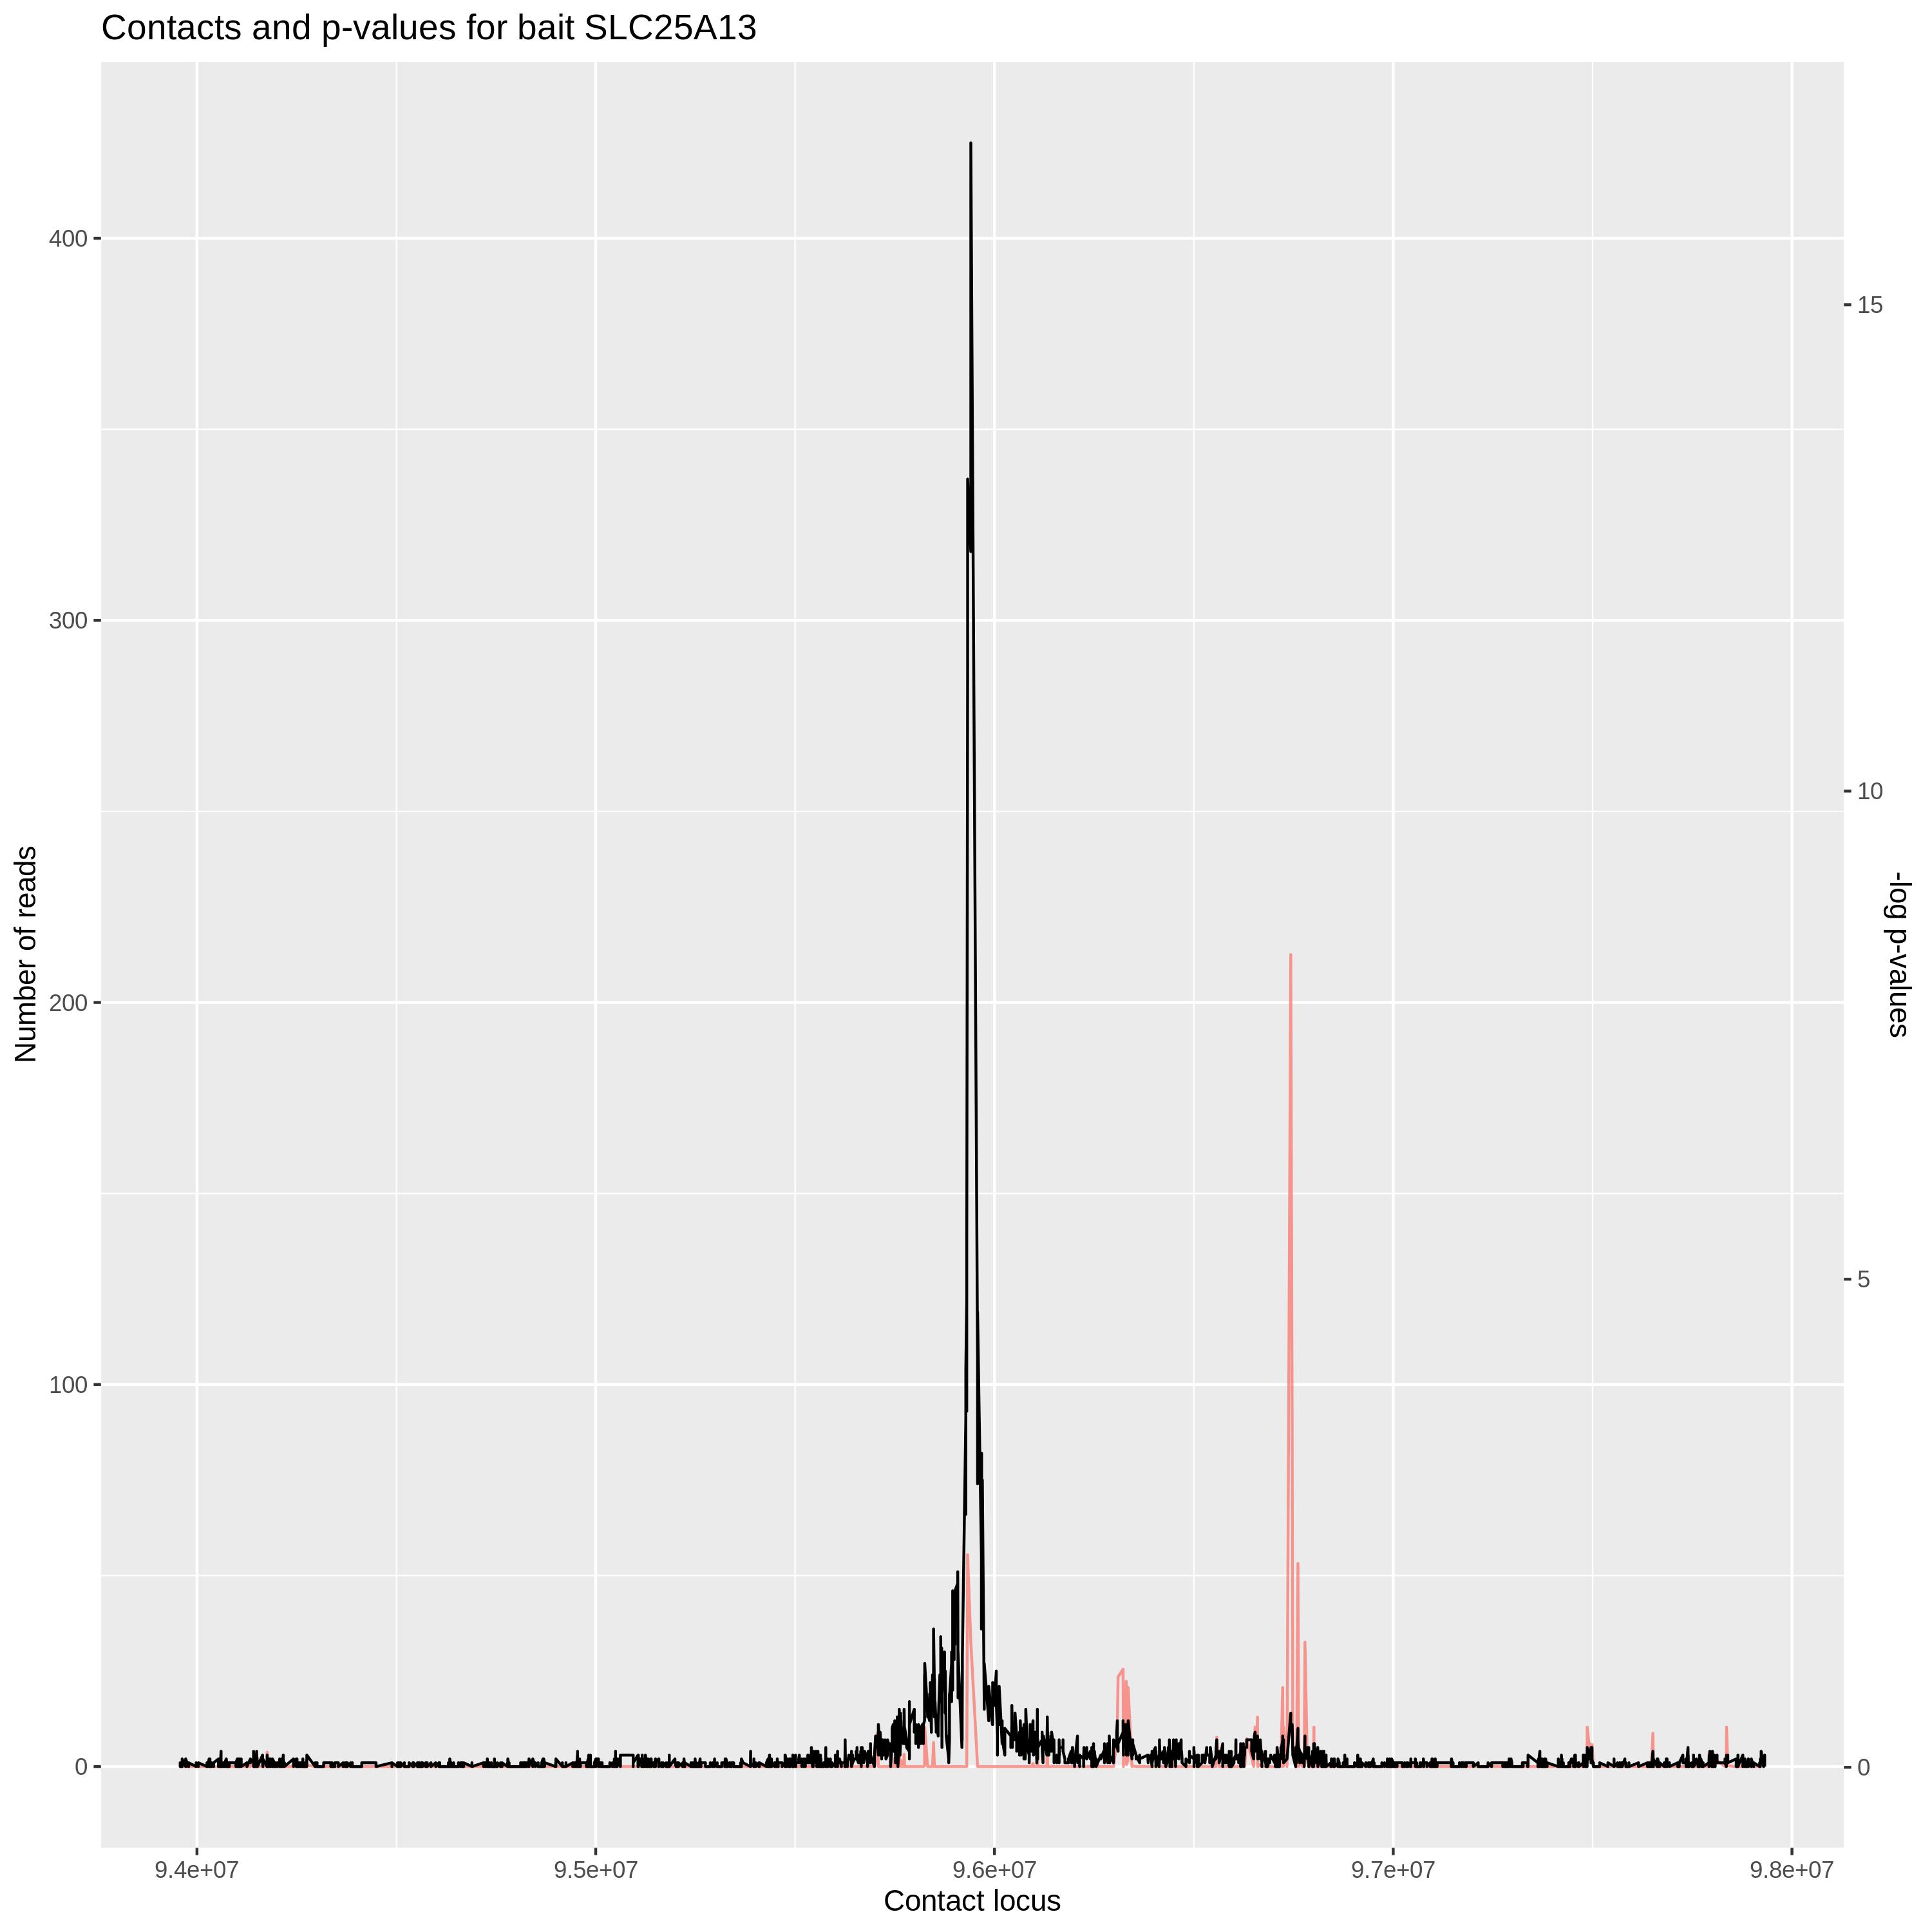 Contacts and p-values for bait SLC25A13
400
300
200
100
0
Number of reads
15
10
5
0
-log p-values
9.4e+07
9.5e+07
9.6e+07
9.7e+07
9.8e+07
Contact locus